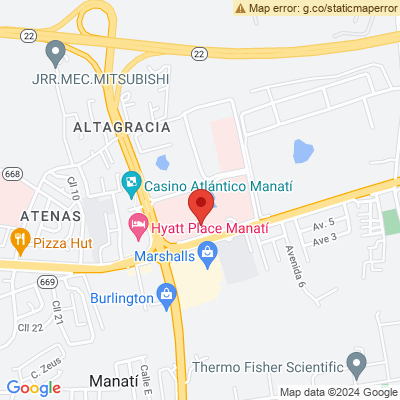 Map error: g.co/staticmaperror
22
22
JRR.MEC.MITSUBISHI
ALTAGRACIA
668
Cll 10
Casino Atlántico Manatí
ATENAS
Hyatt Place Manatí
Av. 5
Ave 3
Pizza Hut
Marshalls
669
Burlington
Avenida 6
Cll 21
Cll 22
C. Zeus
Manatí
Calle E
Thermo Fisher Scientific
Google
Map data ©2024 Google